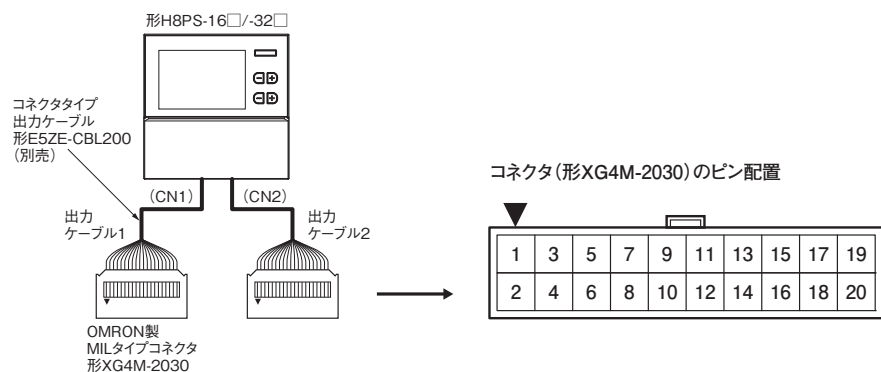 形H8PS-16□/-32□
コネクタタイプ
出力ケーブル
形E5ZE-CBL200
（別売）
（CN1）
（CN2）
出力
ケーブル1
出力
ケーブル2
OMRON製
MILタイプコネクタ
形XG4M-2030
コネクタ（形XG4M-2030）のピン配置
1 3 5 7 9 11 13 15 17 19
2 4 6 8 10 12 14 16 18 20